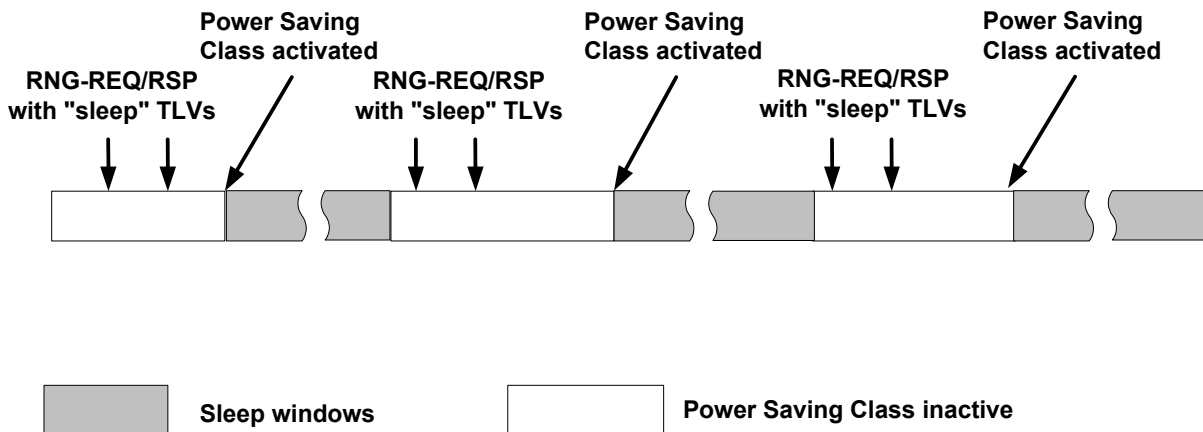 Power Saving
Class activated
RNG-REQ/RSP
with "sleep" TLVs
Power Saving
Class activated
RNG-REQ/RSP
with "sleep" TLVs
Power Saving
Class activated
RNG-REQ/RSP
with "sleep" TLVs
Sleep windows
Power Saving Class inactive